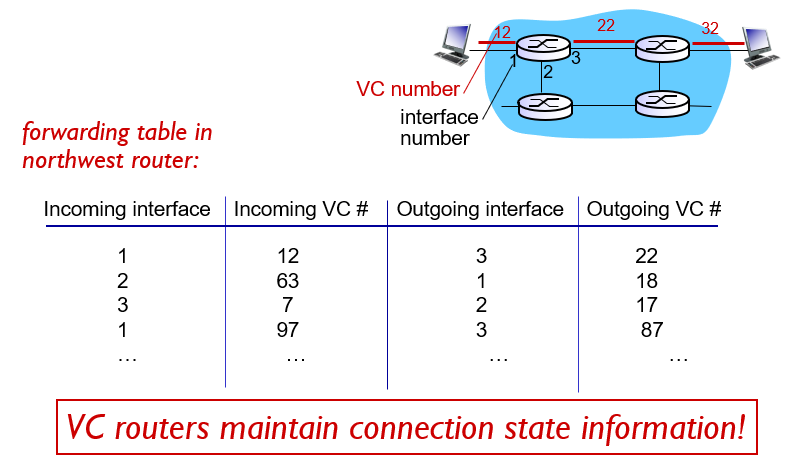 12 22 32
1 3
2
VC number
interface
number
forwarding table in
northwest router:
Incoming interface Incoming VC # Outgoing interface Outgoing VC #
1 12 3 22
2 63 1 18
3 7 2 17
1 97 3 87
… … … …
VC routers maintain connection state information!